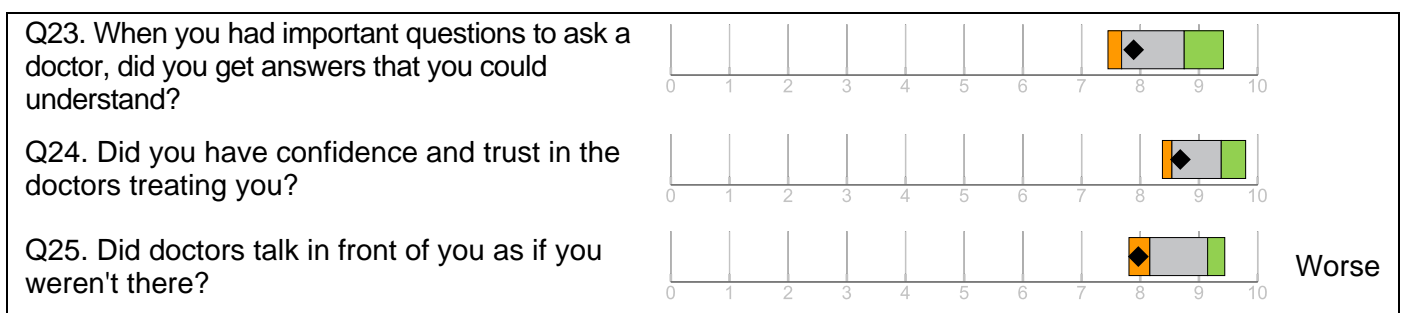 Q23. When you had important questions to ask a
doctor, did you get answers that you could
understand?
0 1 2 3 4 5 6 7 8 9 10
Q24. Did you have confidence and trust in the
doctors treating you?
0 1 2 3 4 5 6 7 8 9 10
Q25. Did doctors talk in front of you as if you
weren't there?
Worse
0 1 2 3 4 5 6 7 8 9 10